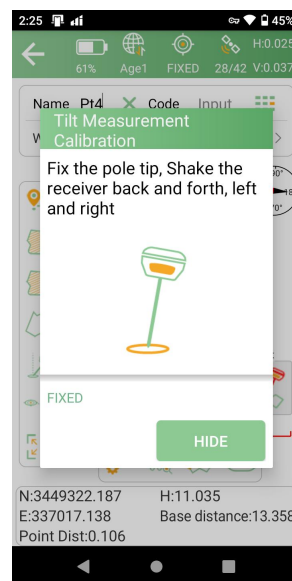 2:25 45%
H:0.025
61% Age1 FIXED 28/42 V:0.037
Name Pt4 Code Input
Tilt Measurement
Calibration
Fix the pole tip, Shake the
receiver back and forth, left
and right
FIXED
HIDE
N:3449322.187 H:11.035
E:337017.138 Base distance:13.358
Point Dist:0.106